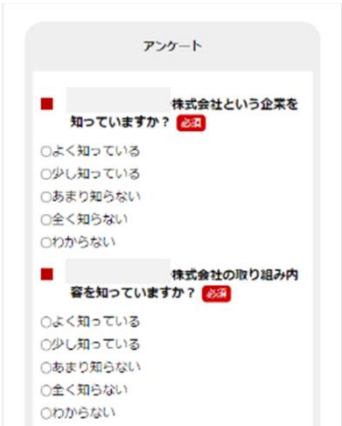 アンケート
■ 株式会社という企業を
知っていますか? 必須
○よく知っている
○少し知っている
○あまり知らない
○全く知らない
○わからない
■ 株式会社の取り組み内
容を知っていますか? 必須
○よく知っている
○少し知っている
○あまり知らない
○全く知らない
○わからない